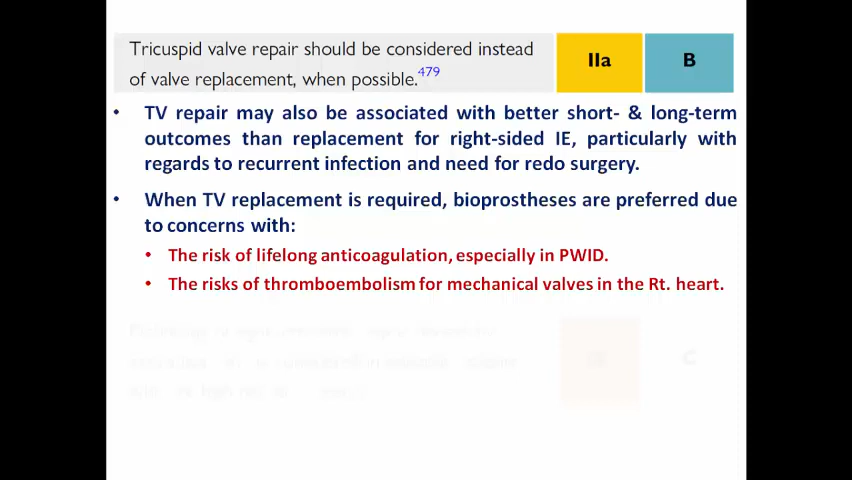 Tricuspid valve repair should be considered instead
of valve replacement, when possible.479
IIa
B
• TV repair may also be associated with better short- & long-term
outcomes than replacement for right-sided IE, particularly with
regards to recurrent infection and need for redo surgery.
• When TV replacement is required, bioprostheses are preferred due
to concerns with:
• The risk of lifelong anticoagulation, especially in PWID.
• The risks of thromboembolism for mechanical valves in the Rt. heart.
C